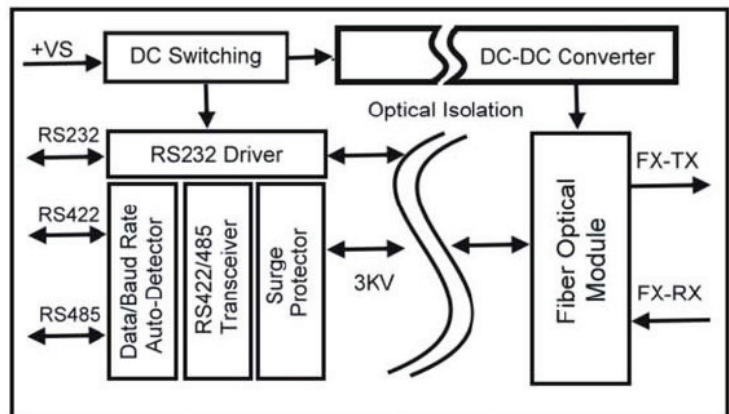 +VS
DC Switching
DC-DC Converter
Optical Isolation
RS232
RS232 Driver
FX-TX
RS422
Data/Baud Rate
Auto-Detector
RS422/485
Transceiver
Surge
Protector
3KV
Fiber Optical
Module
FX-RX
RS485